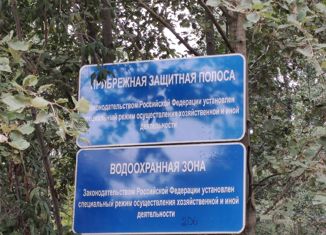 ПРИБРЕЖНАЯ ЗАЩИТНАЯ ПОЛОСА
Законодательством Российской Федерации установлен
специальный режим осуществления хозяйственной и иной
деятельности
ВОДООХРАННАЯ ЗОНА
Законодательством Российской Федерации установлен
специальный режим осуществления хозяйственной и иной
деятельности